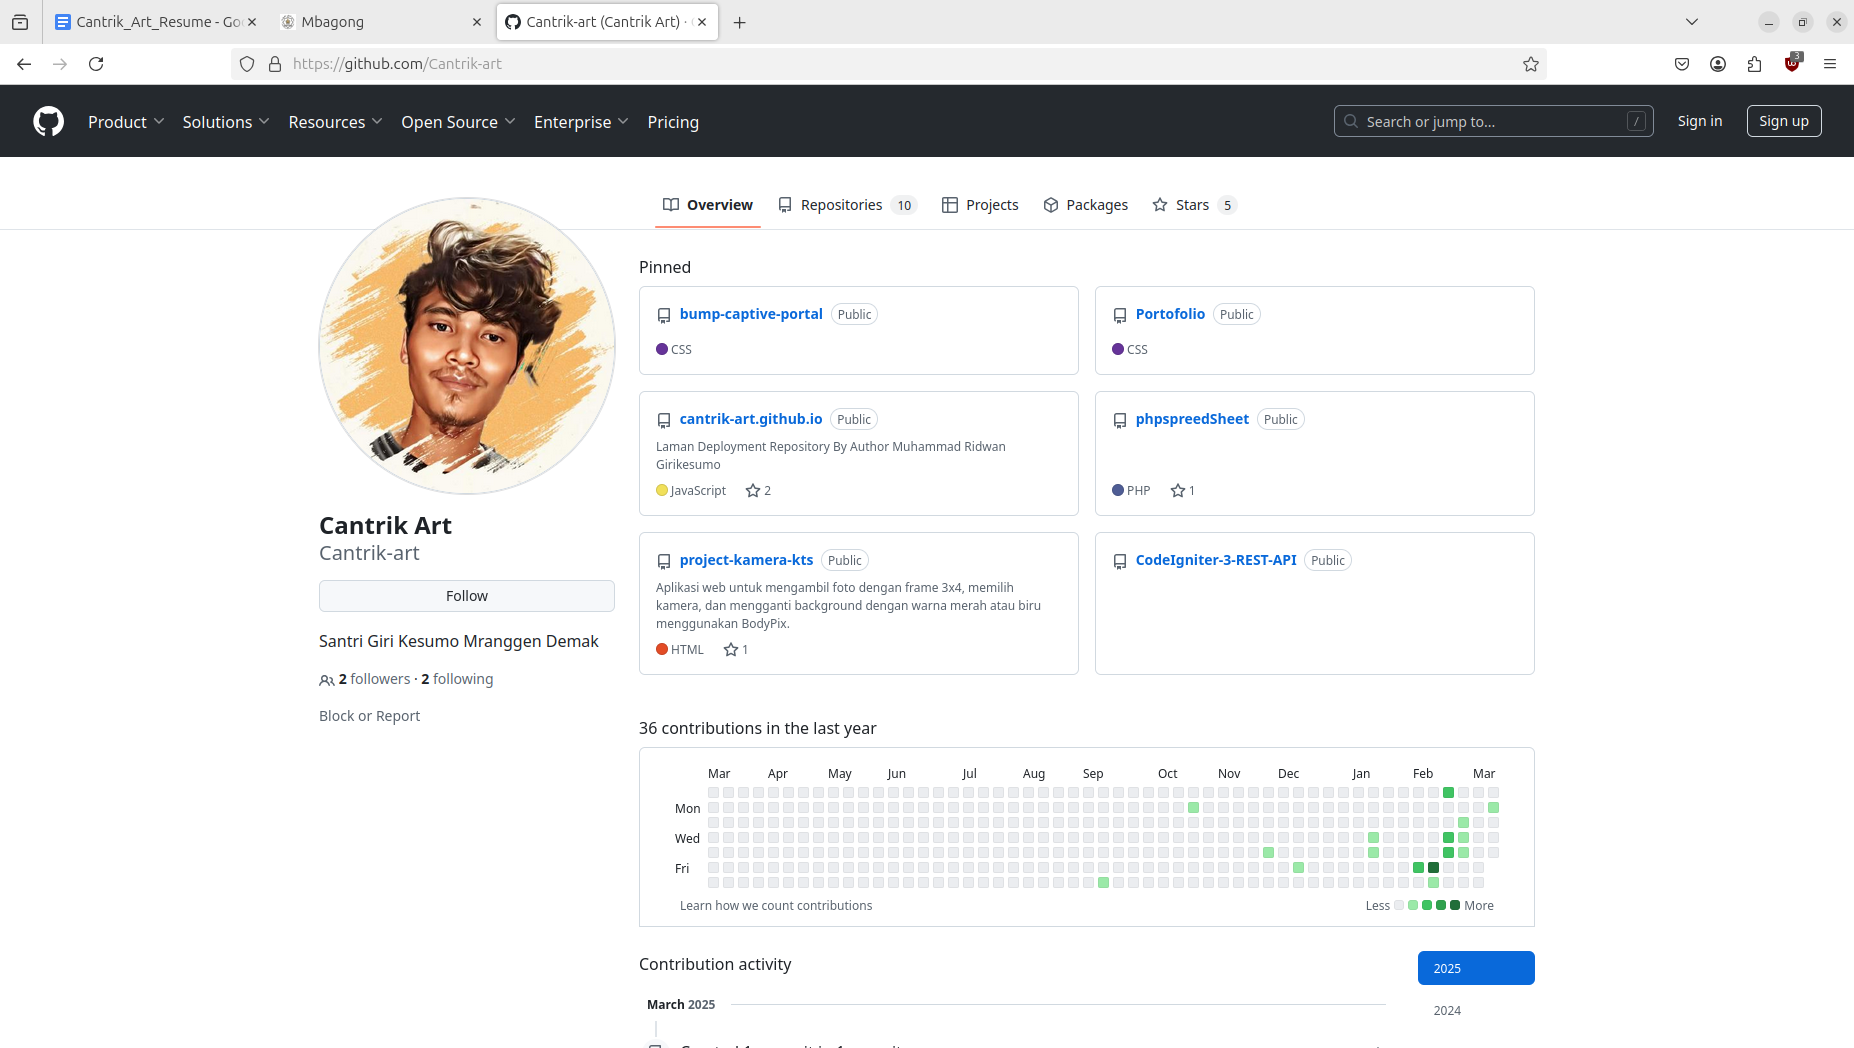 Cantrik_Art_Resume - Go
Mbagong
Cantrik-art (Cantrik Art) ·
https://github.com/Cantrik-art
3
Product
Solutions
Resources
Open Source
Enterprise
Pricing
Search or jump to...
/
Sign in
Sign up
Overview
Repositories 10
Projects
Packages
Stars 5
Cantrik Art
Cantrik-art
Follow
Santri Giri Kesumo Mranggen Demak
2 followers · 2 following
Block or Report
Pinned
bump-captive-portal Public
CSS
Portofolio Public
CSS
cantrik-art.github.io Public
Laman Deployment Repository By Author Muhammad Ridwan
Girikesumo
JavaScript 2
phpspreedSheet Public
PHP 1
project-kamera-kts Public
Aplikasi web untuk mengambil foto dengan frame 3x4, memilih
kamera, dan mengganti background dengan warna merah atau biru
menggunakan BodyPix.
HTML 1
CodeIgniter-3-REST-API Public
36 contributions in the last year
Mar Apr May Jun Jul Aug Sep Oct Nov Dec Jan Feb Mar
Mon
Wed
Fri
Learn how we count contributions
Less More
Contribution activity
2025
2024
March 2025